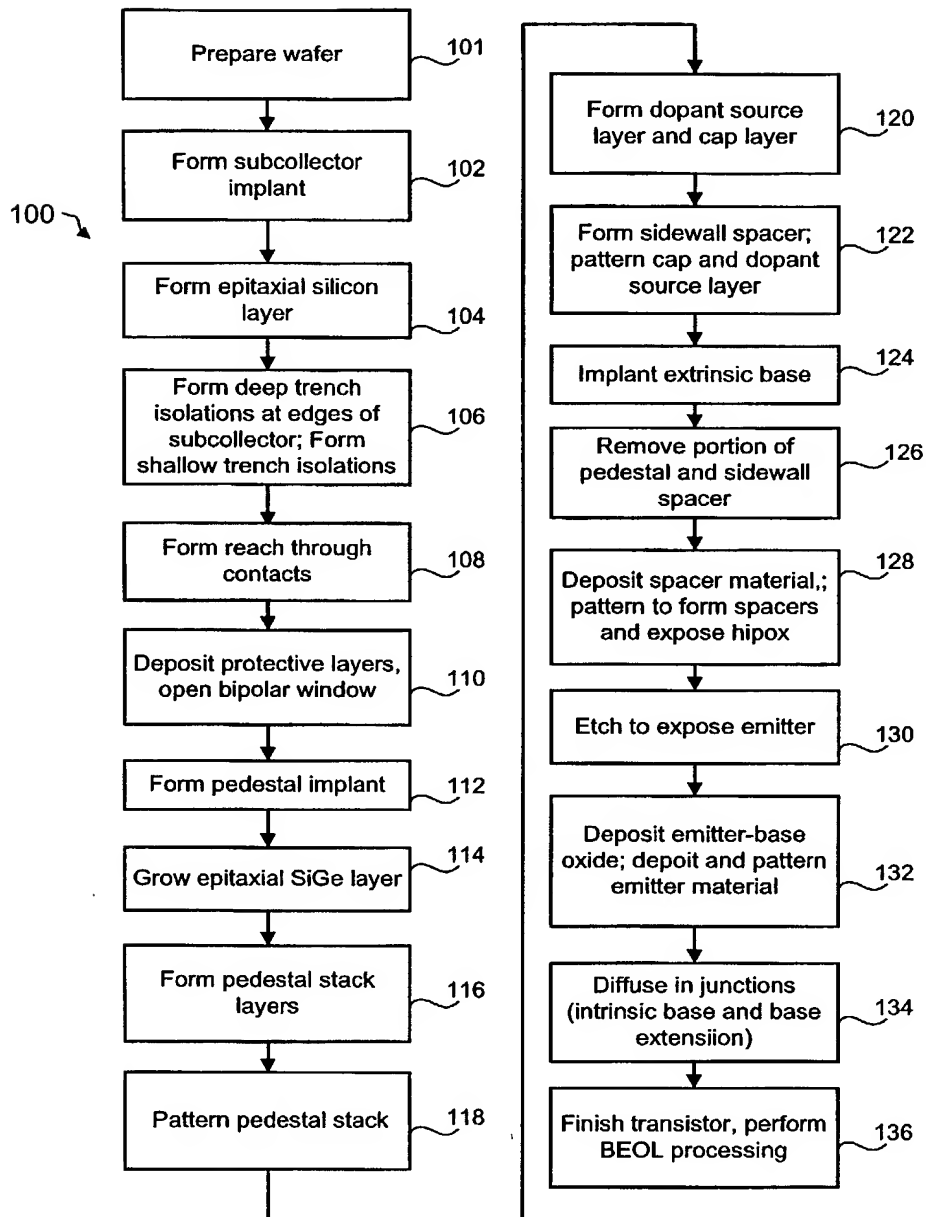 100
Prepare wafer
101
Form subcollector
implant
102
Form epitaxial silicon
layer
104
Form deep trench
isolations at edges of
subcollector; Form
shallow trench isolations
106
Form reach through
contacts
108
Deposit protective layers,
open bipolar window
110
Form pedestal implant
112
Grow epitaxial SiGe layer
114
Form pedestal stack
layers
116
Pattern pedestal stack
118
Form dopant source
layer and cap layer
120
Form sidewall spacer;
pattern cap and dopant
source layer
122
Implant extrinsic base
124
Remove portion of
pedestal and sidewall
spacer
126
Deposit spacer material,;
pattern to form spacers
and expose hipox
128
Etch to expose emitter
130
Deposit emitter-base
oxide; depoit and pattern
emitter material
132
Diffuse in junctions
(intrinsic base and base
extensiion)
134
Finish transistor, perform
BEOL processing
136